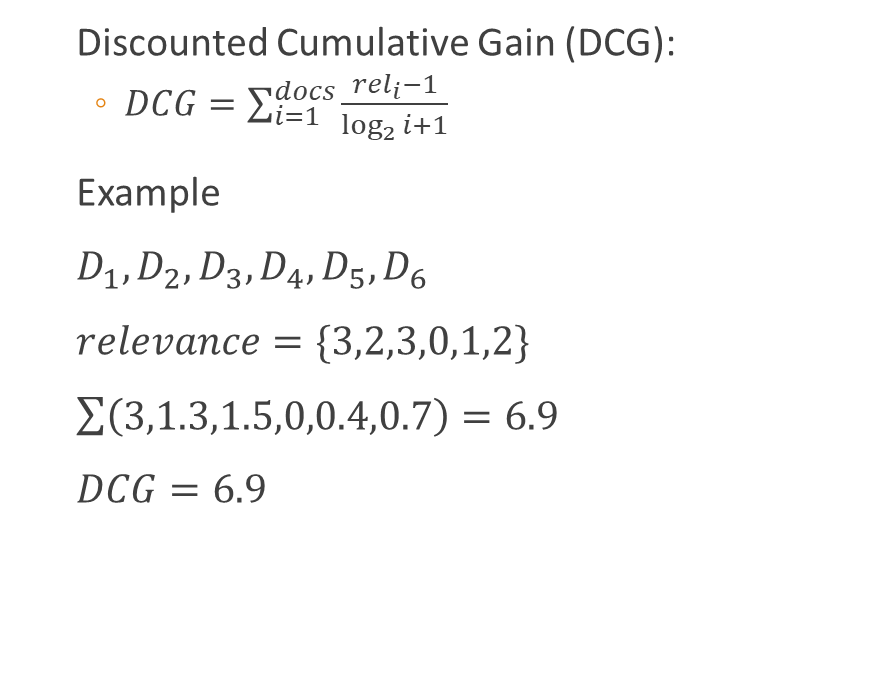 Discounted Cumulative Gain (DCG):
◦ DCG = ∑_{i=1}^{docs} \frac{rel_i−1}{log_2 i+1}
Example
D₁, D₂, D₃, D₄, D₅, D₆
relevance = {3,2,3,0,1,2}
∑(3,1.3,1.5,0,0.4,0.7) = 6.9
DCG = 6.9